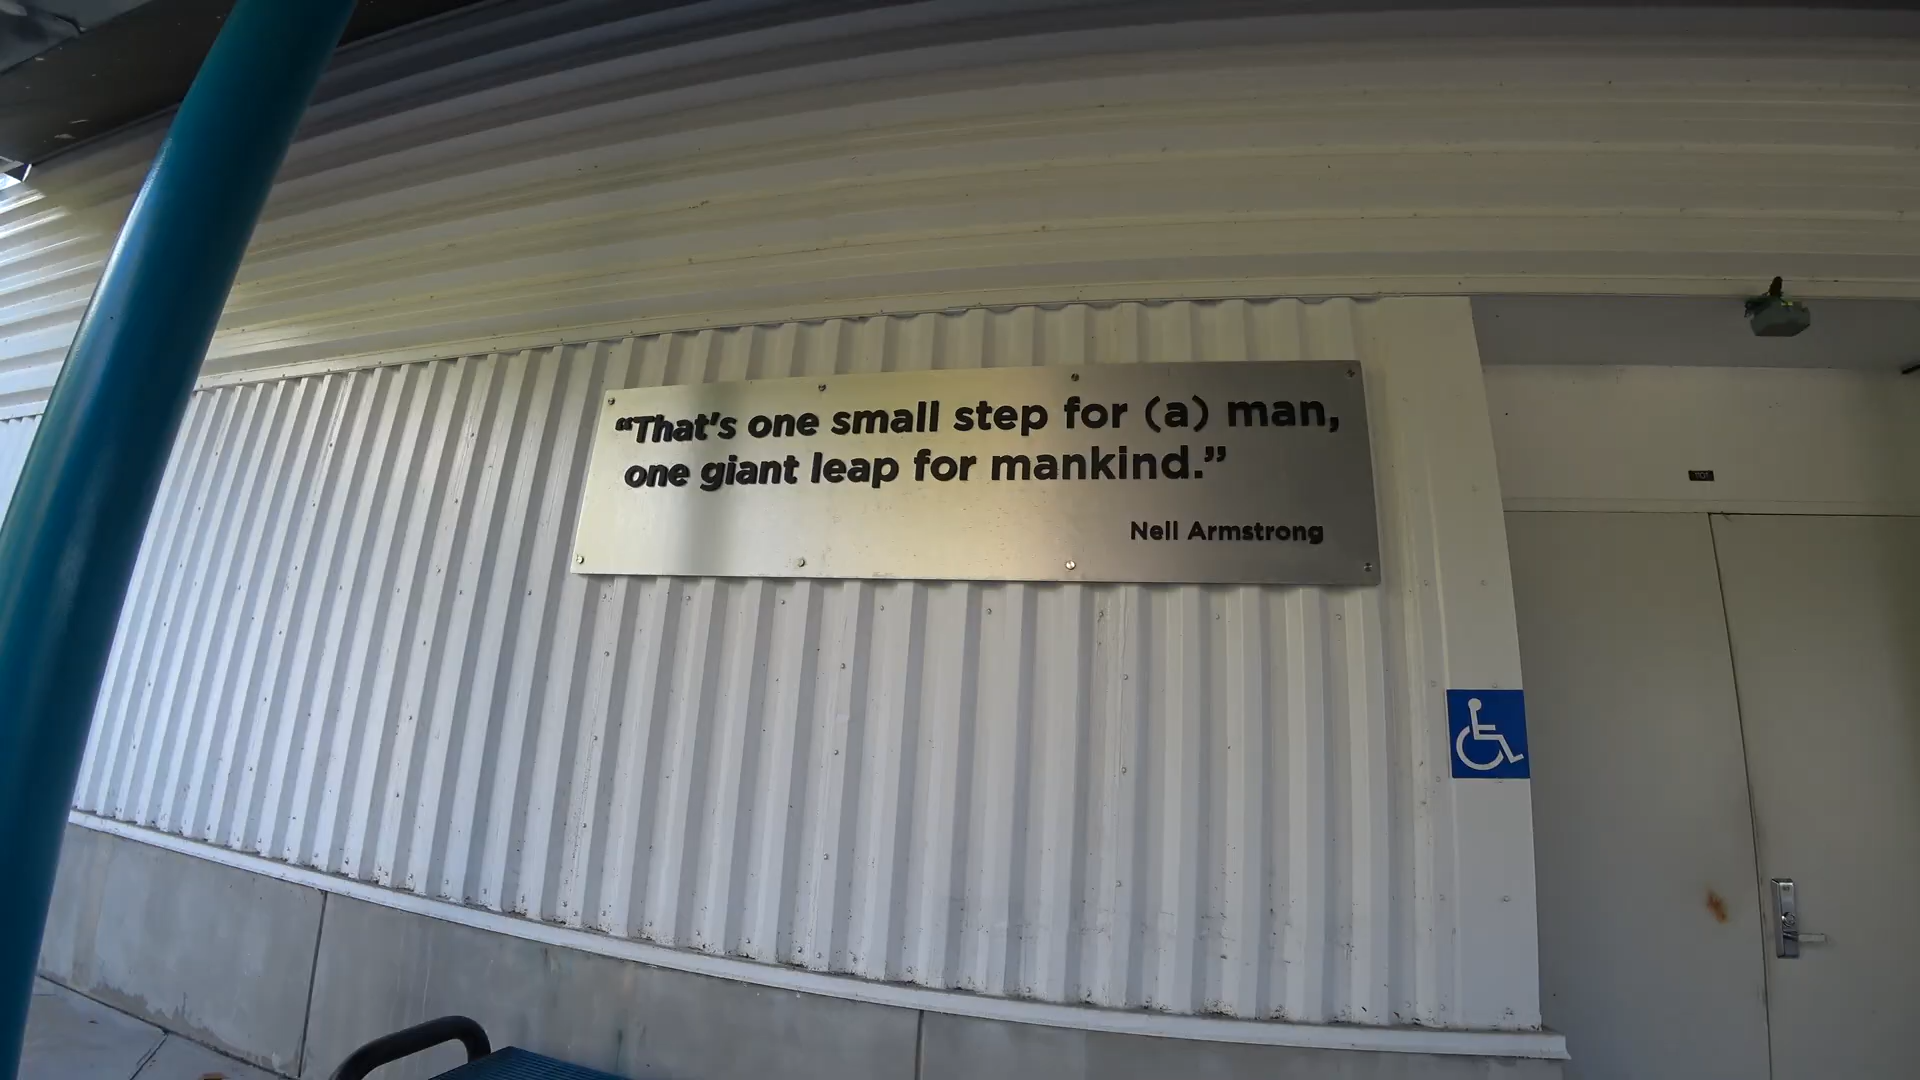 “That's one small step for (a) man,
one giant leap for mankind.”
Neil Armstrong